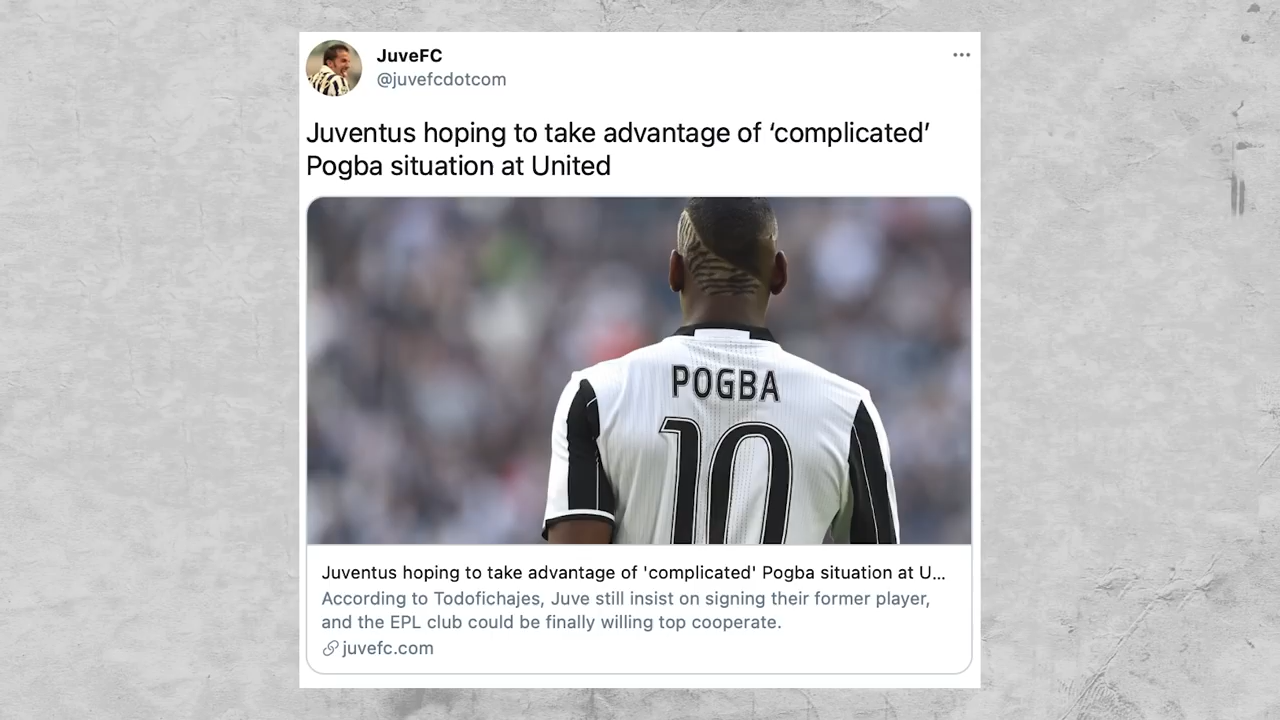 JuveFC
@juvefcdotcom
Juventus hoping to take advantage of ‘complicated’
Pogba situation at United
POGBA
10
Juventus hoping to take advantage of 'complicated' Pogba situation at U...
According to Todofichajes, Juve still insist on signing their former player,
and the EPL club could be finally willing top cooperate.
juvefc.com